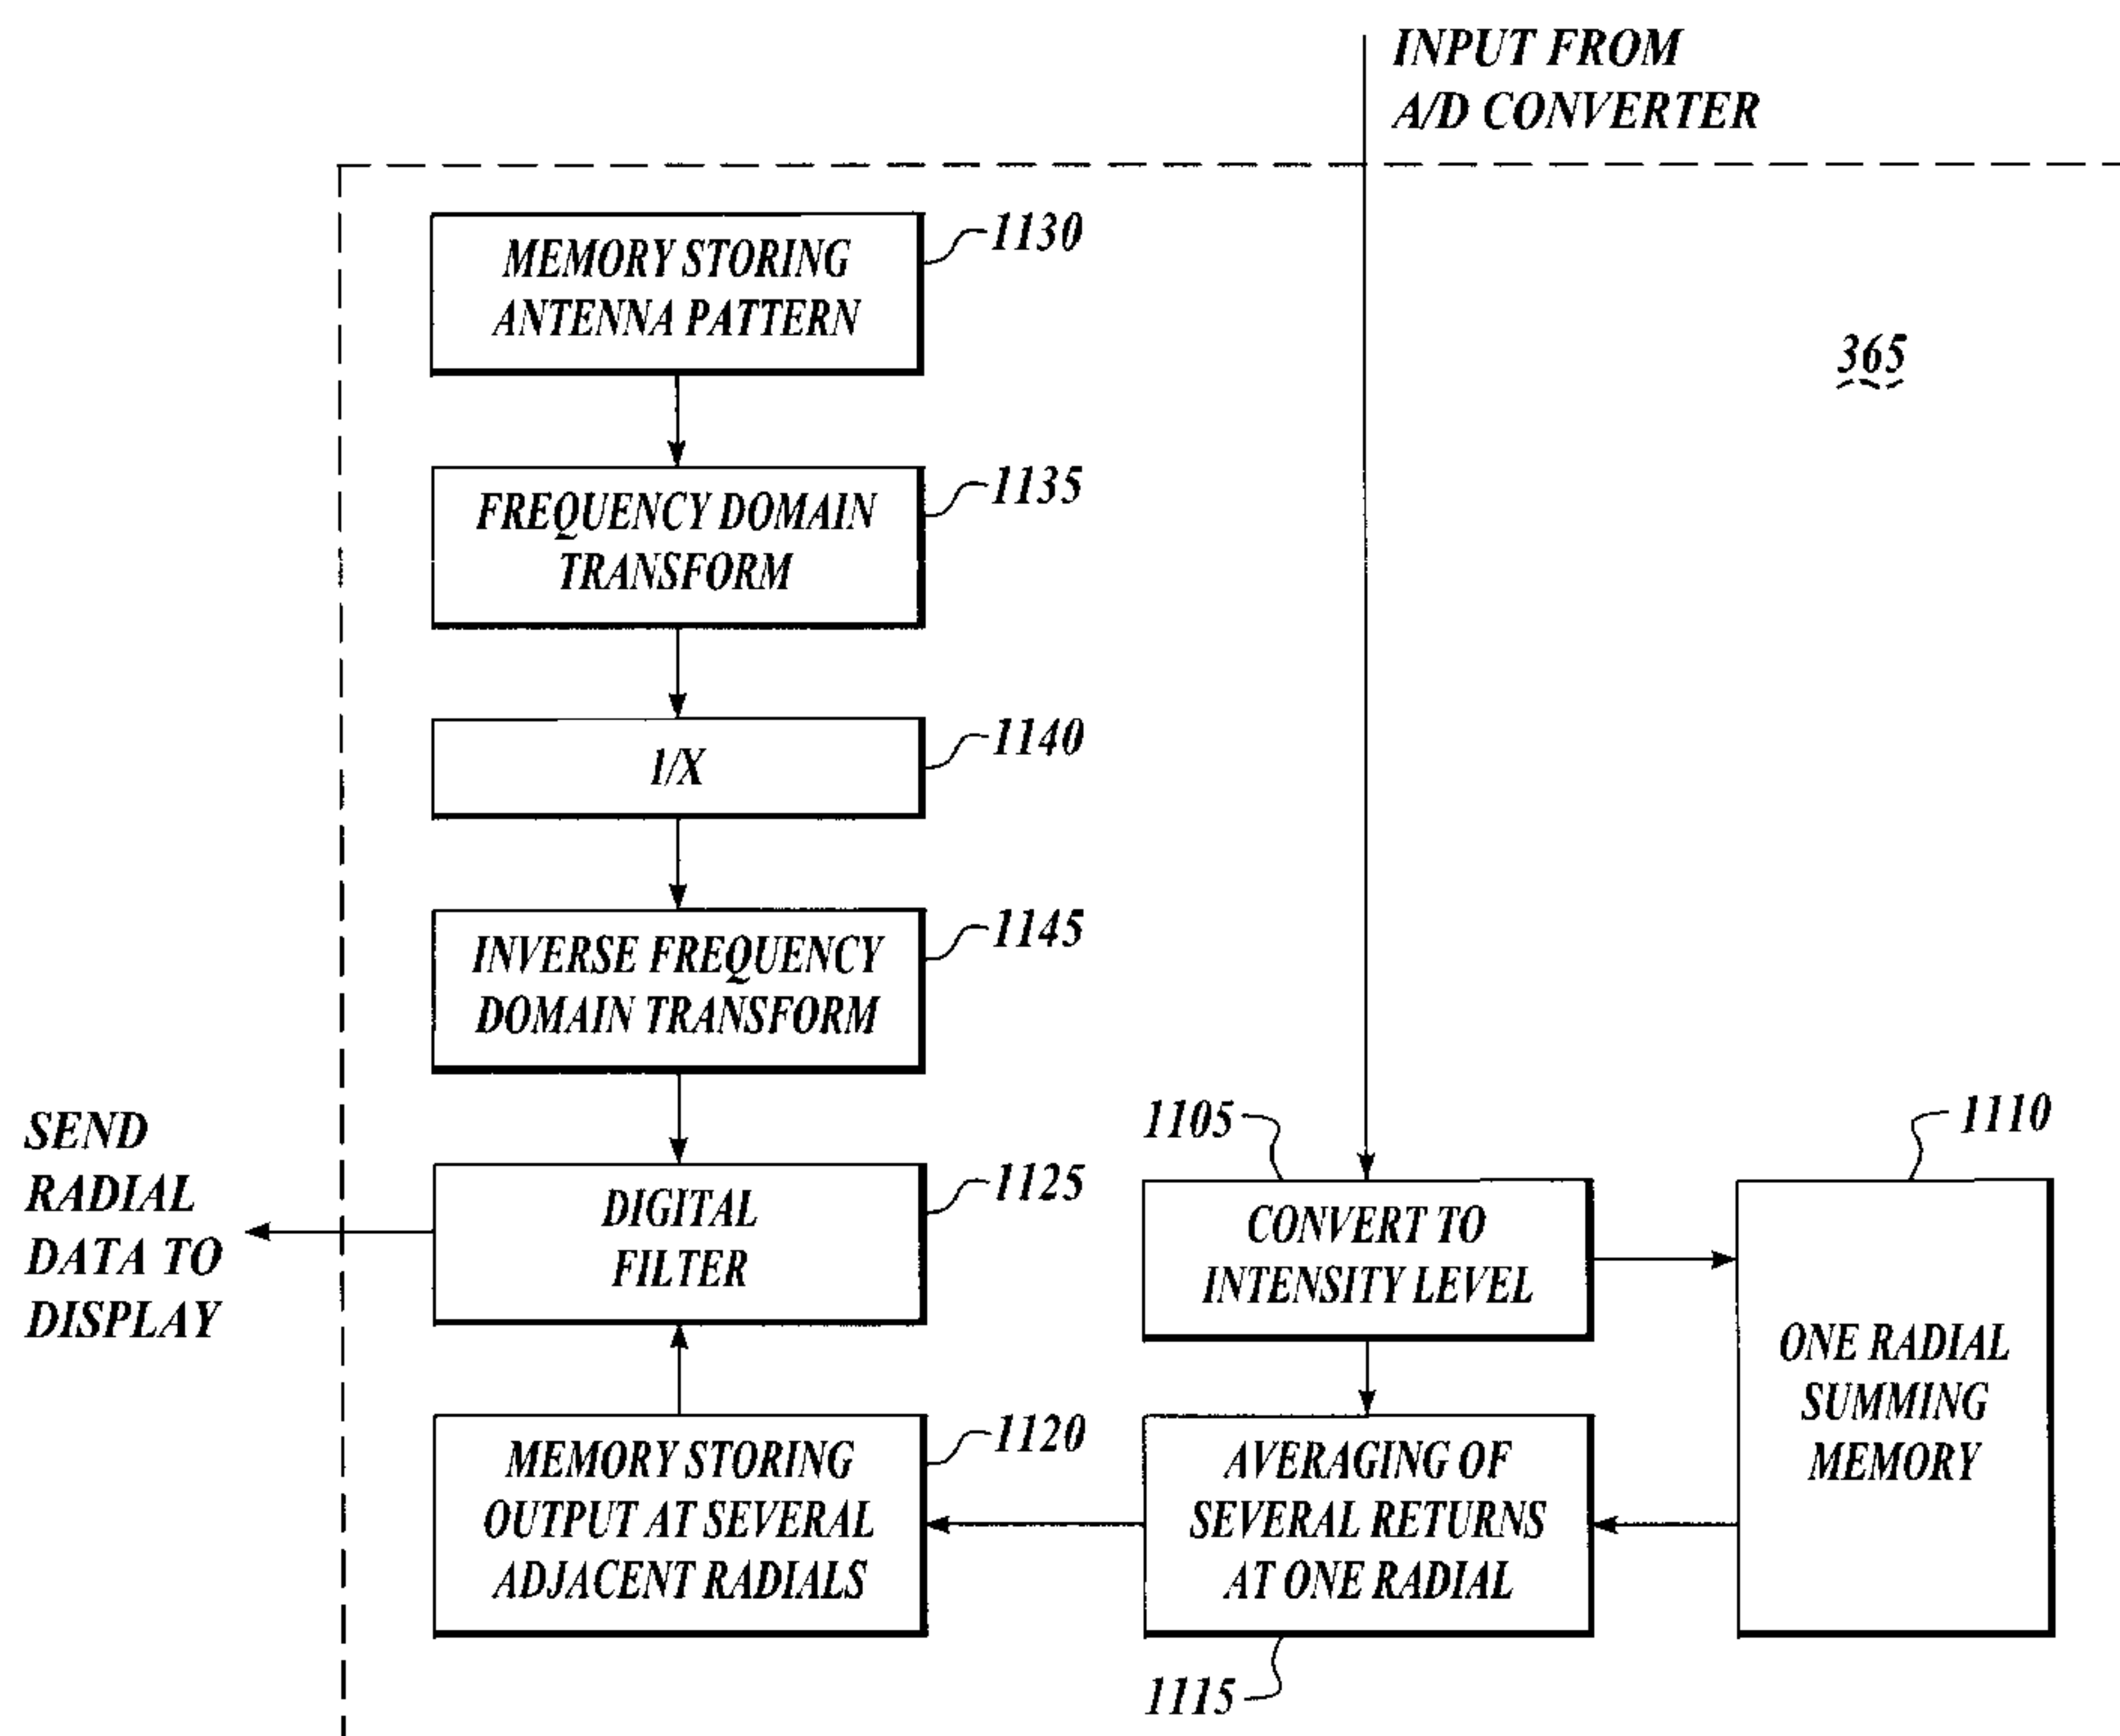 INPUT FROM
A/D CONVERTER
MEMORY STORING
ANTENNA PATTERN
1130
365
FREQUENCY DOMAIN
TRANSFORM
1135
1/X
1140
INVERSE FREQUENCY
DOMAIN TRANSFORM
1145
SEND
RADIAL
DATA TO
DISPLAY
DIGITAL
FILTER
1125
1105
CONVERT TO
INTENSITY LEVEL
1110
ONE RADIAL
SUMMING
MEMORY
MEMORY STORING
OUTPUT AT SEVERAL
ADJACENT RADIALS
1120
AVERAGING OF
SEVERAL RETURNS
AT ONE RADIAL
1115